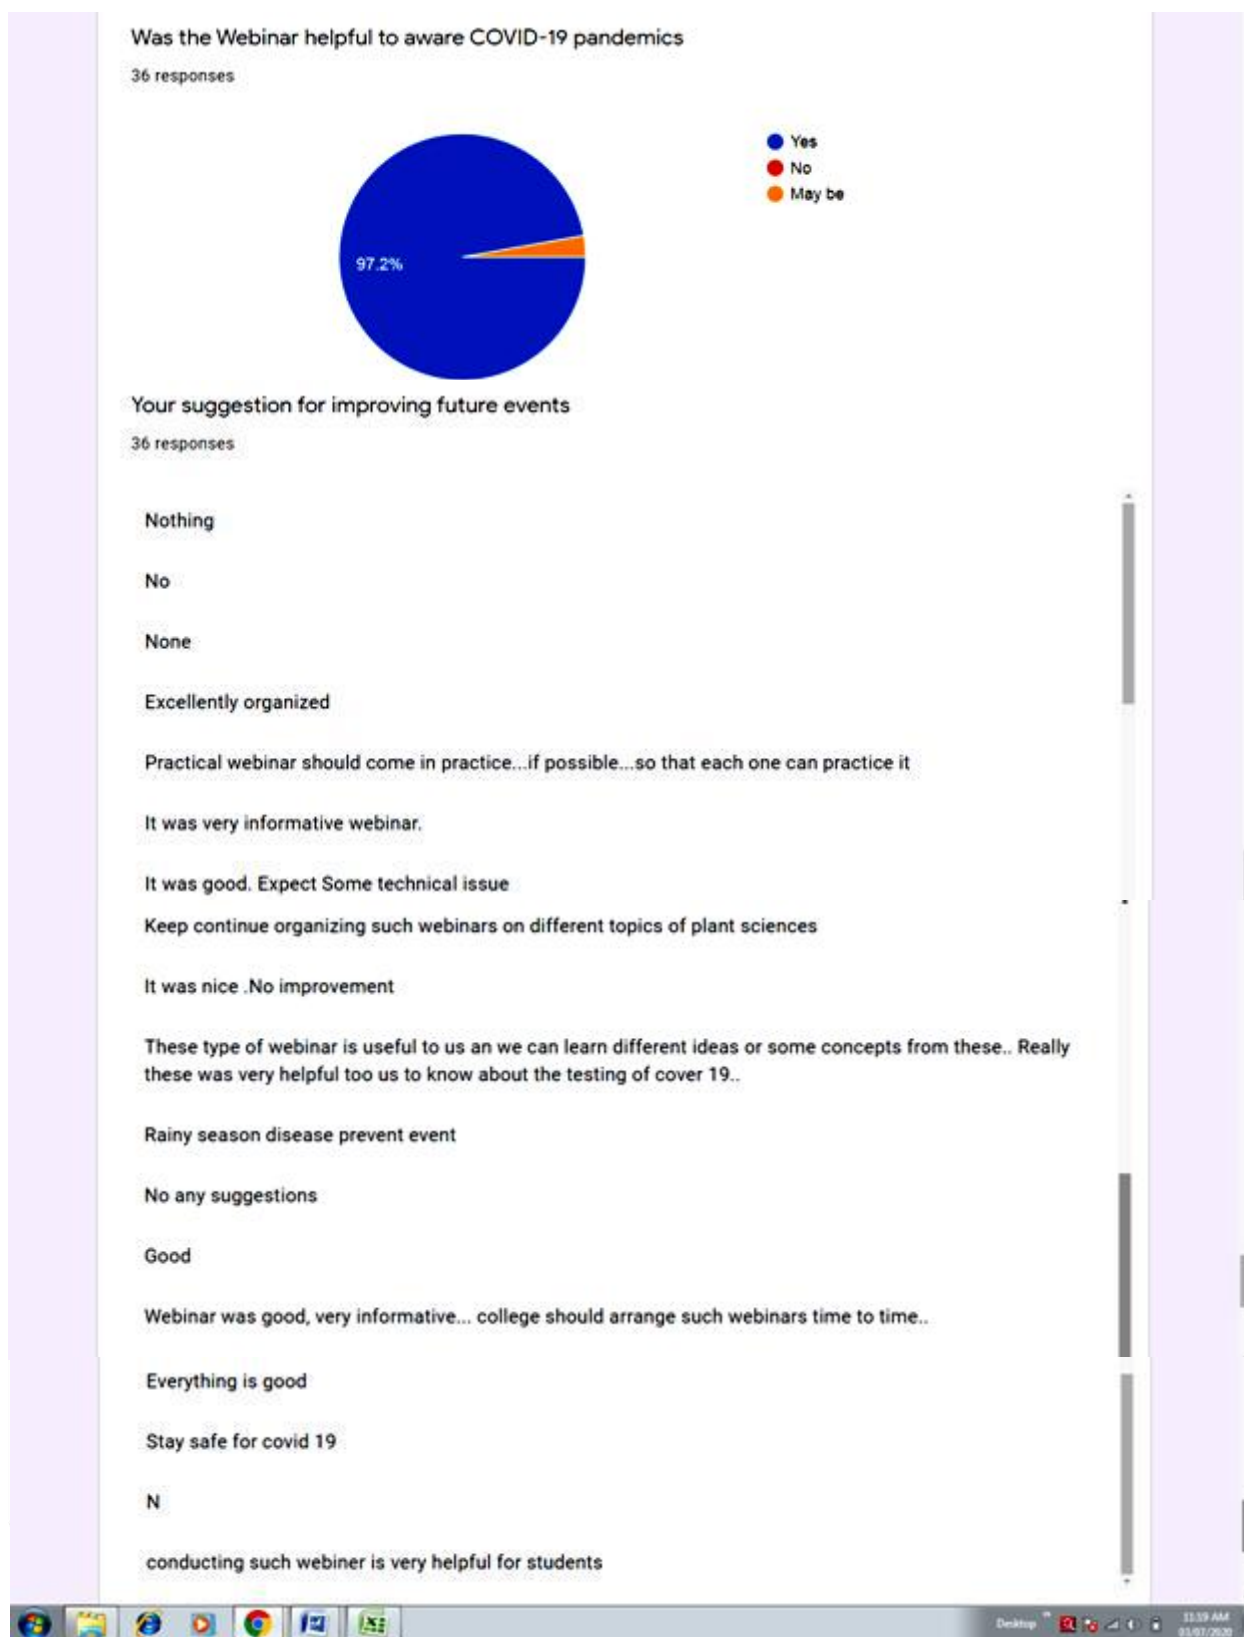 Was the Webinar helpful to aware COVID-19 pandemics
36 responses
Yes
No
May be
97.2%
Your suggestion for improving future events
36 responses
Nothing
No
None
Excellently organized
Practical webinar should come in practice...if possible...so that each one can practice it
It was very informative webinar.
It was good. Expect Some technical issue
Keep continue organizing such webinars on different topics of plant sciences
It was nice .No improvement
These type of webinar is useful to us an we can learn different ideas or some concepts from these.. Really
these was very helpful too us to know about the testing of cover 19..
Rainy season disease prevent event
No any suggestions
Good
Webinar was good, very informative... college should arrange such webinars time to time..
Everything is good
Stay safe for covid 19
N
conducting such webiner is very helpful for students
Desktop
11:59 AM
03/07/2020